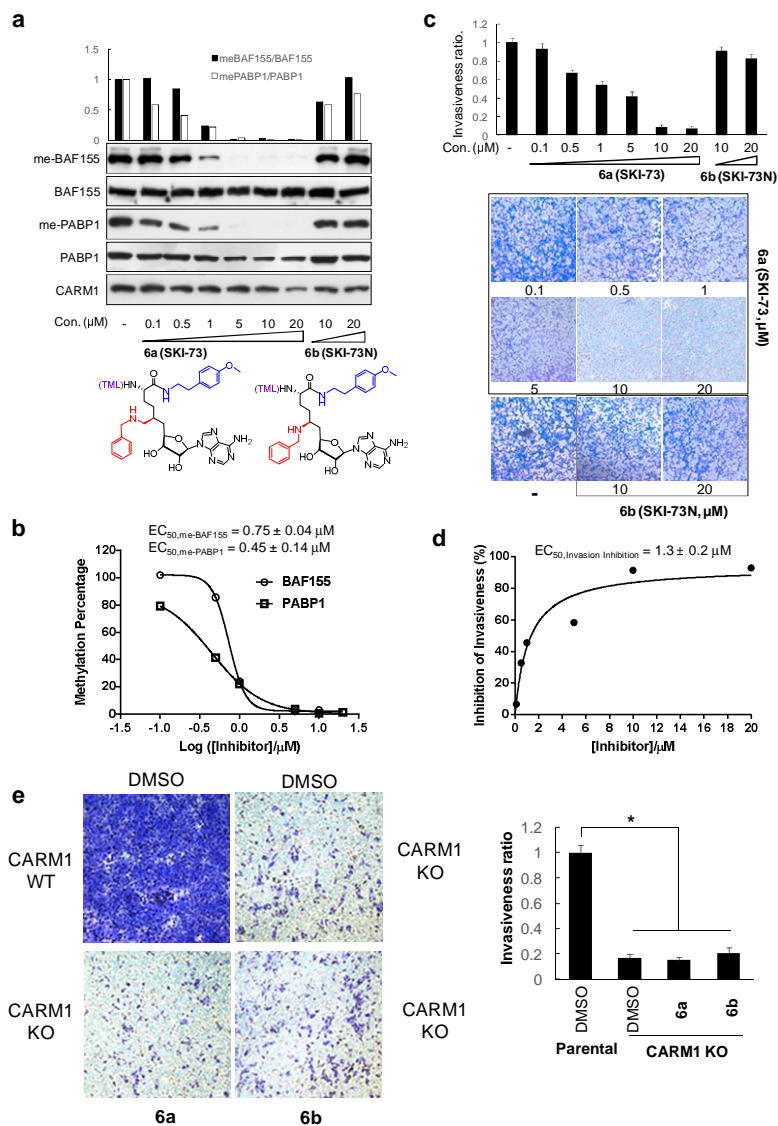 a
1.5
1
0.5
0
meBAF155/BAF155
mePABP1/PABP1
me-BAF155
BAF155
me-PABP1
PABP1
CARM1
Con. (µM) - 0.1 0.5 1 5 10 20 10 20
6a (SKI-73) 6b (SKI-73N)
(TML)HN O N H O
H N
O N N NH2 N N
HO OH
(TML)HN O N H O
HN
O N N NH2 N N
HO OH
b
EC50,me-BAF155 = 0.75 ± 0.04 µM
EC50,me-PABP1 = 0.45 ± 0.14 µM
Methylation Percentage
120
100
80
60
40
20
0
BAF155
PABP1
-1.5 -1.0 -0.5 0.0 0.5 1.0 1.5
Log ([Inhibitor]/µM)
c
Invasiveness ratio.
1.2
1
0.8
0.6
0.4
0.2
0
Con. (µM) - 0.1 0.5 1 5 10 20 10 20
6a (SKI-73) 6b (SKI-73N)
0.1 0.5 1
5 10 20
6a (SKI-73, µM)
- 10 20
6b (SKI-73N, µM)
d
EC50,Invasion Inhibition = 1.3 ± 0.2 µM
Inhibition of Invasiveness (%)
100
80
60
40
20
0
0 2 4 6 8 10 12 14 16 18 20
[Inhibitor]/µM
e
DMSO DMSO
CARM1
WT
CARM1
KO
CARM1
KO
CARM1
KO
6a 6b
Invasiveness ratio
1.2
1
0.8
0.6
0.4
0.2
0
*
DMSO DMSO 6a 6b
Parental CARM1 KO